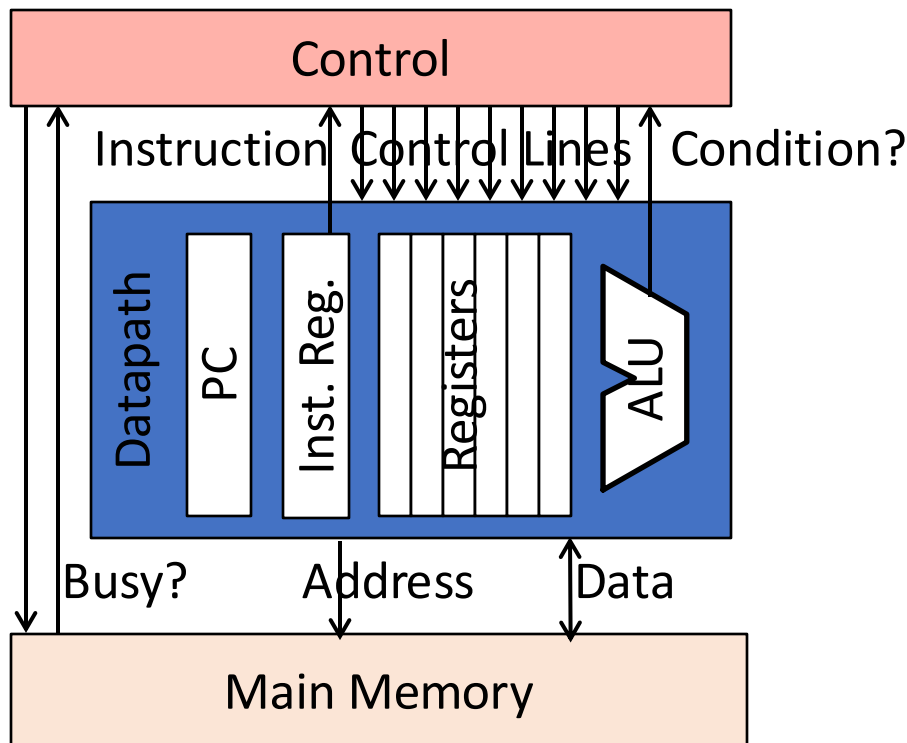 Control
Instruction Control Lines Condition?
Datapath
PC
Inst. Reg.
Registers
ALU
Busy? Address Data
Main Memory